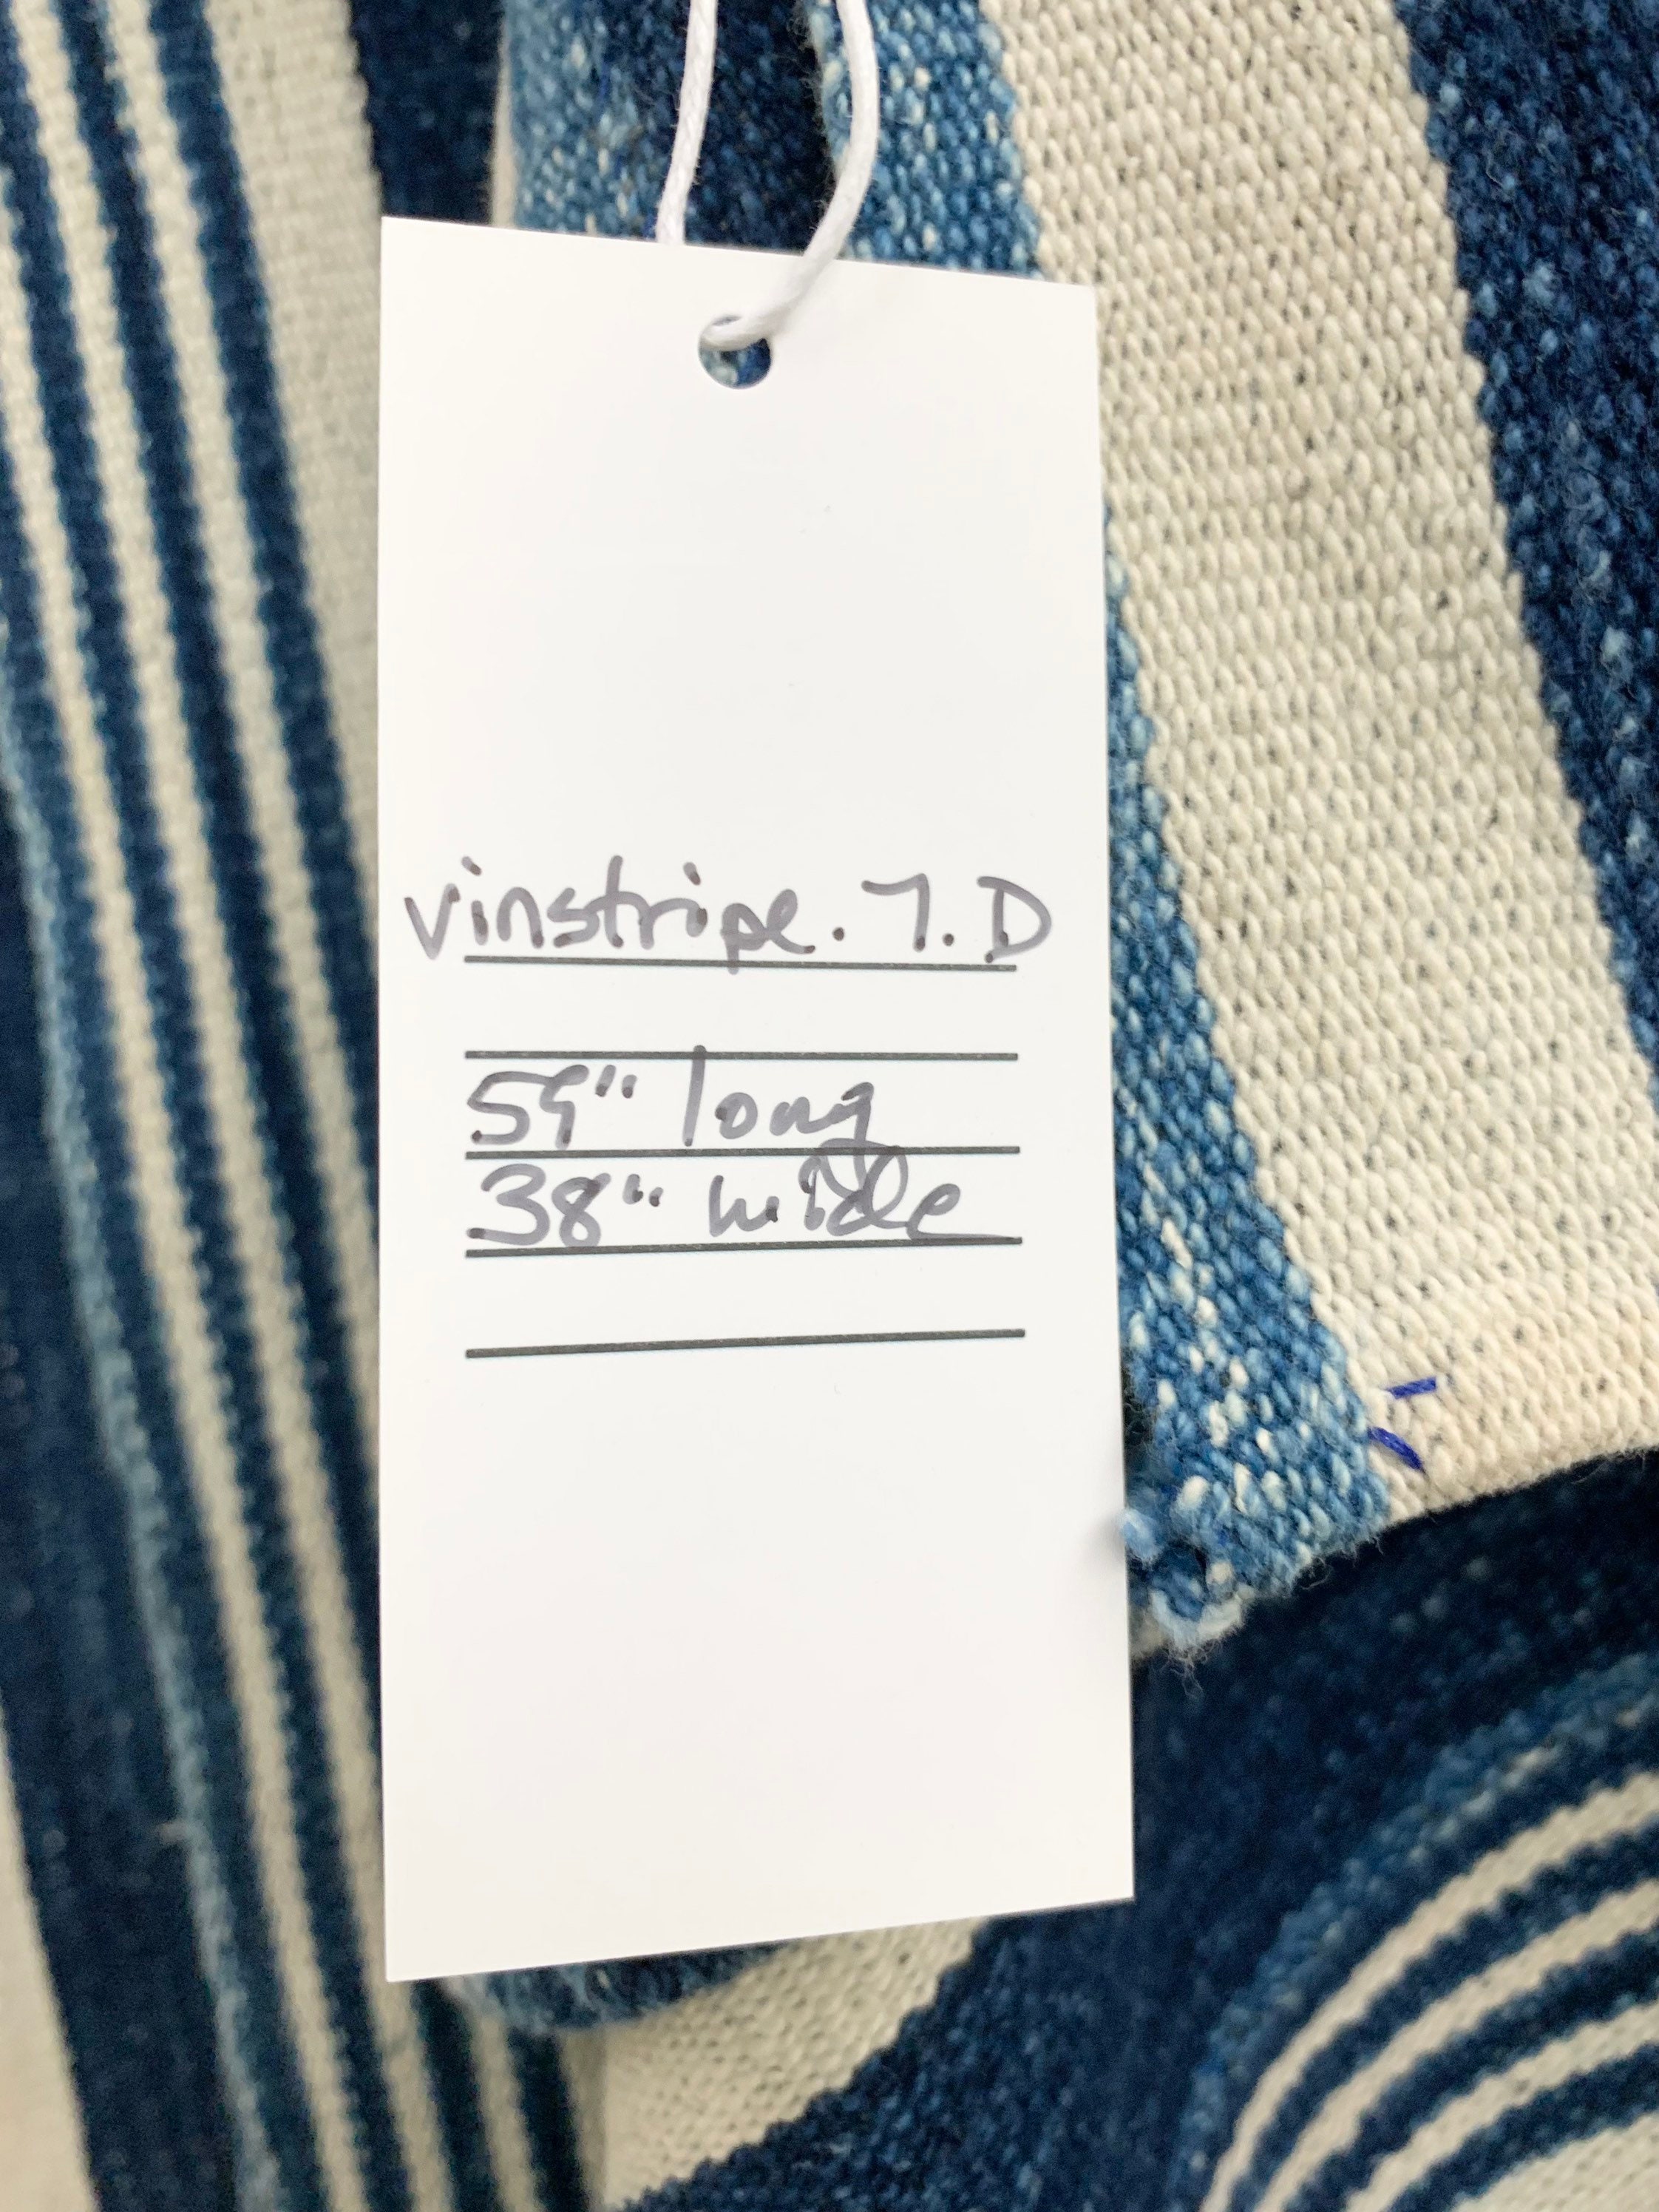 vinstripe.7.D
59" long
38" wide